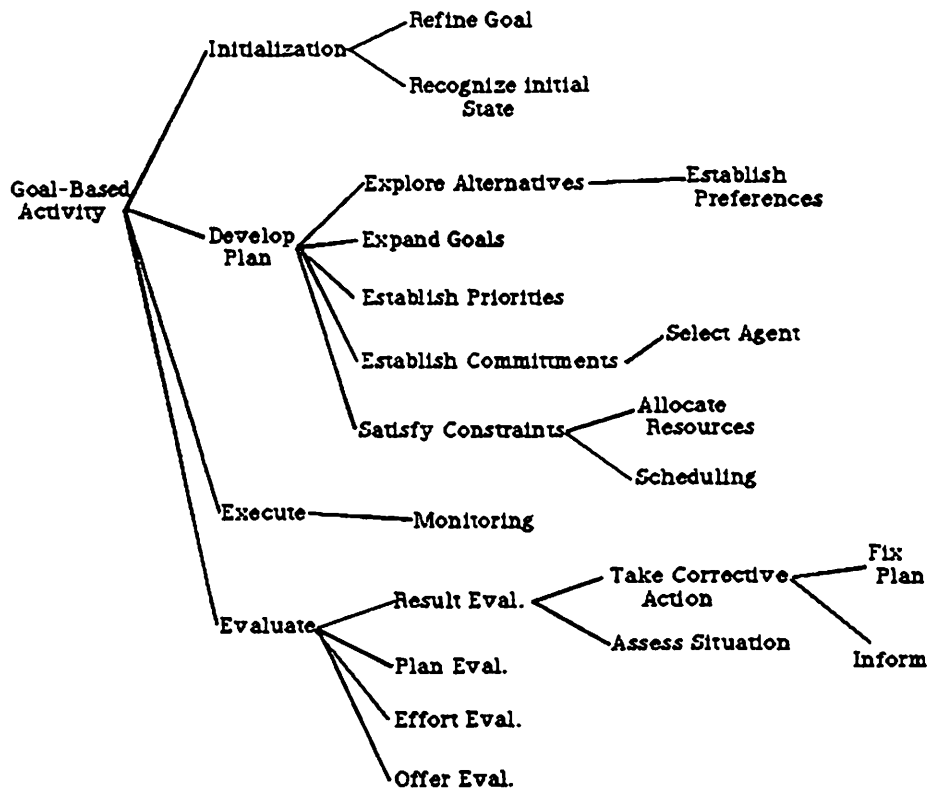 Refine Goal
Initialization
Recognize initial
State
Goal-Based
Activity
Explore Alternatives
Establish
Preferences
Develop
Plan
Expand Goals
Establish Priorities
Select Agent
Establish Committments
Allocate
Resources
Satisfy Constraints
Scheduling
Execute
Monitoring
Fix
Plan
Take Corrective
Action
Result Eval.
Evaluate
Assess Situation
Inform
Plan Eval.
Effort Eval.
Offer Eval.